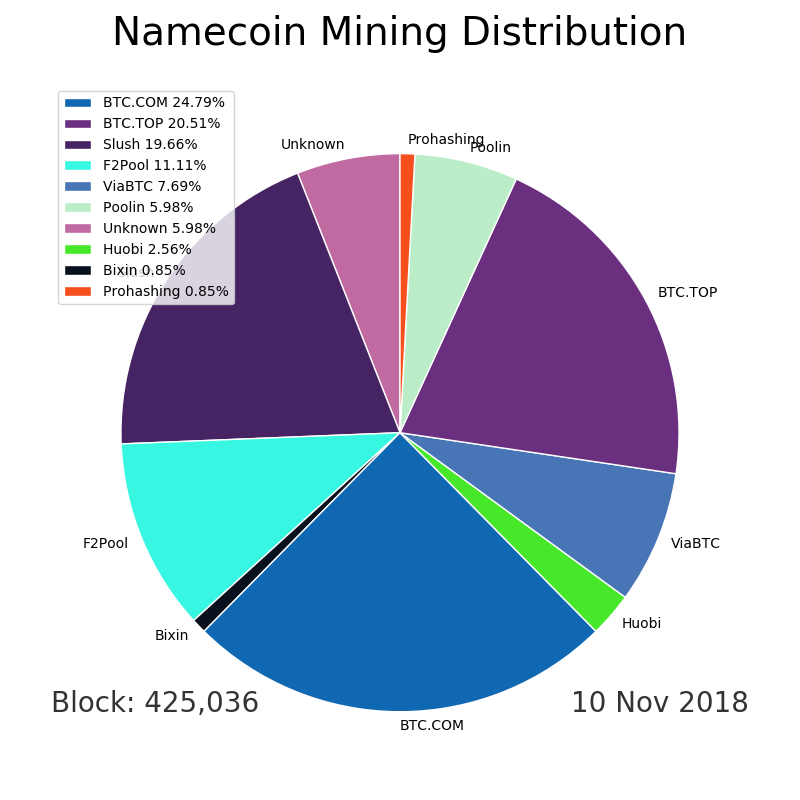 Namecoin Mining Distribution
BTC.COM 24.79%
BTC.TOP 20.51%
Slush 19.66%
F2Pool 11.11%
ViaBTC 7.69%
Poolin 5.98%
Unknown 5.98%
Huobi 2.56%
Bixin 0.85%
Prohashing 0.85%
Unknown
Prohashing
Poolin
BTC.TOP
F2Pool
ViaBTC
Bixin
Huobi
BTC.COM
Block: 425,036
10 Nov 2018